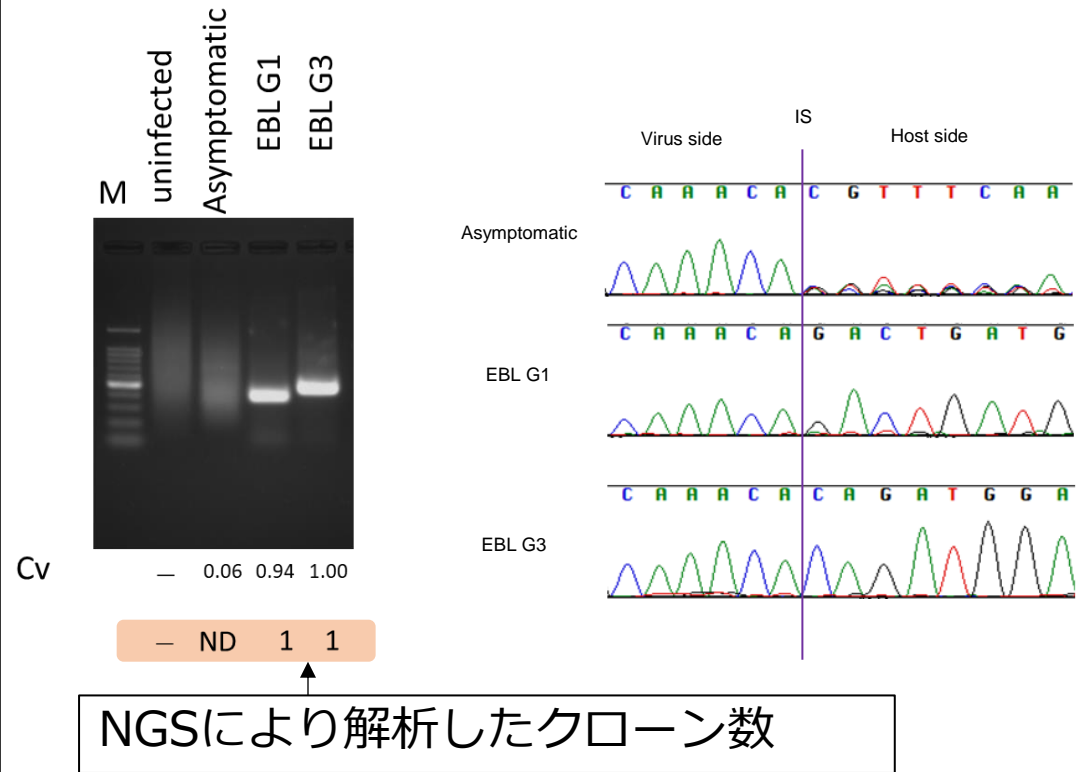 M
uninfected
Asymptomatic
EBL G1
EBL G3
Cv
— 0.06 0.94 1.00
— ND 1 1
NGSにより解析したクローン数
IS
Virus side
Host side
Asymptomatic
C A A A C A C G T T T C A A
EBL G1
C A A A C A G A C T G A T G
EBL G3
C A A A C A C A G A T G G A